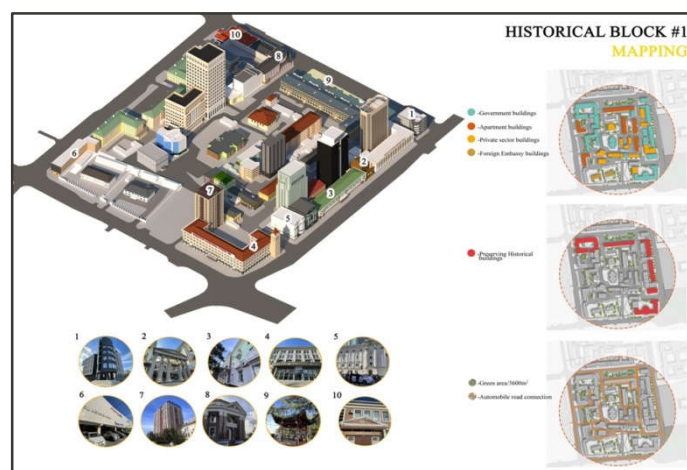 HISTORICAL BLOCK #1
MAPPING
10
8
9
1
6
2
7
3
5
4
-Government buildings
-Apartment buildings
-Private sector buildings
-Foreign Embassy buildings
-Preserving Historical
buildings
-Green area/3600m²
-Automobile road connection
1 2 3 4 5
6 7 8 9 10